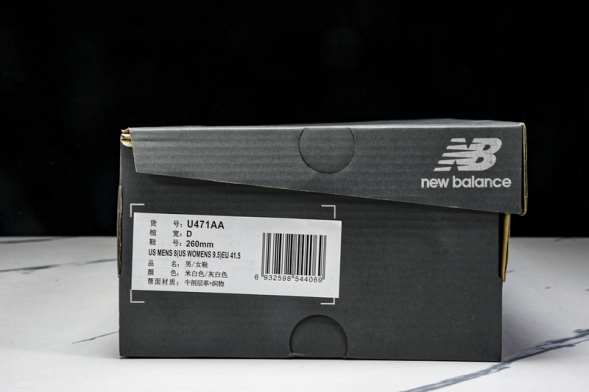 NB
new balance
货 号: U471AA
楦 宽: D
鞋 号: 260mm
US MENS 8(US WOMENS 9.5)EU 41.5
品 名: 男/女鞋
颜 色: 米白色/灰白色
帮面材质: 牛剖层革+织物
6 932598 544069